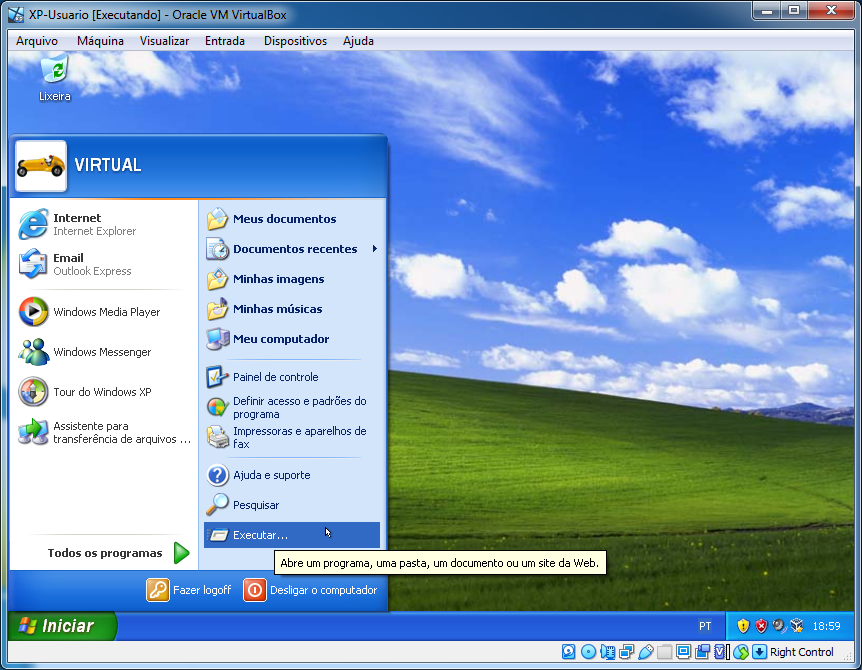 XP-Usuario [Executando] - Oracle VM VirtualBox
Arquivo Máquina Visualizar Entrada Dispositivos Ajuda
Lixeira
VIRTUAL
Internet
Internet Explorer
Email
Outlook Express
Windows Media Player
Windows Messenger
Tour do Windows XP
Assistente para
transferência de arquivos ...
Todos os programas
Meus documentos
Documentos recentes
Minhas imagens
Minhas músicas
Meu computador
Painel de controle
Definir acesso e padrões do
programa
Impressoras e aparelhos de
fax
Ajuda e suporte
Pesquisar
Executar...
Abre um programa, uma pasta, um documento ou um site da Web.
Fazer logoff Desligar o computador
Iniciar
PT
18:59
Right Control